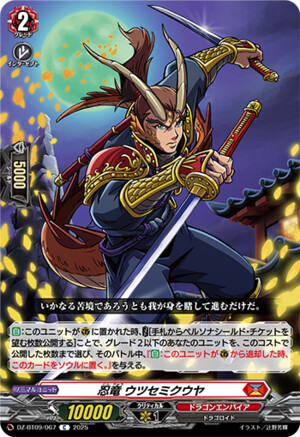 2
グレード
インターセプト
シールド
5000
いかなる苦境であろうとも我が身を賭して進むだけだ。
自:このユニットがRに置かれた時、【手札からペルソナシールド・チケットを
望む枚数公開する】ことで、グレード2以下のあなたのユニットを、このコストで
公開した枚数まで選び、そのバトル中、『自:このユニットがRから退却した時、
このカードをソウルに置く。』を与える。
ノーマルユニット
忍竜 ウツセミクウヤ
ドラゴンエンパイア
ドラゴロイド
パワー
10000
クリティカル
1
DZ-BT09/067 C 2025
イラスト/辻野芳輝